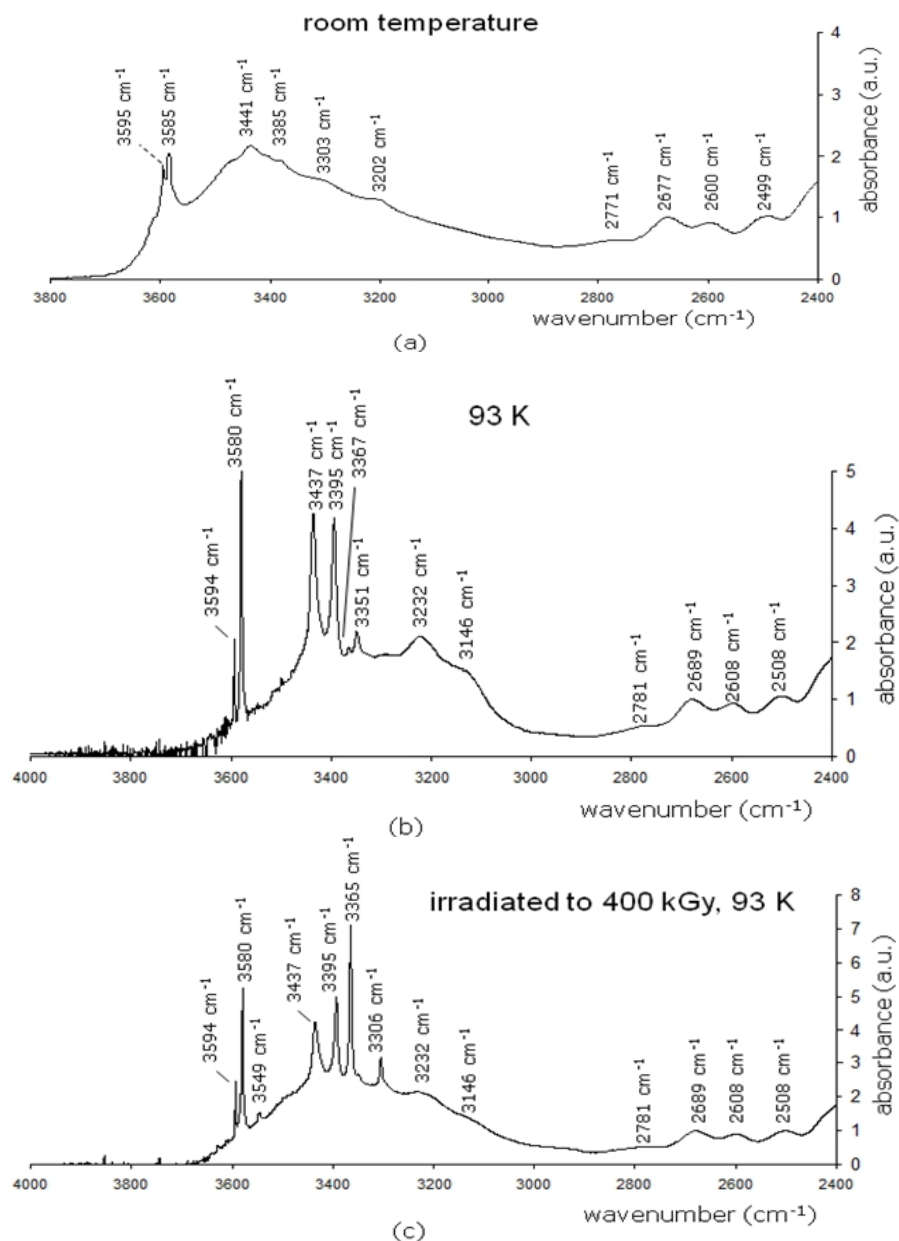 room temperature
3595 cm⁻¹
3585 cm⁻¹
3441 cm⁻¹
3385 cm⁻¹
3303 cm⁻¹
3202 cm⁻¹
2771 cm⁻¹
2677 cm⁻¹
2600 cm⁻¹
2499 cm⁻¹
4
3
2
1
0
absorbance (a.u.)
3800 3600 3400 3200 3000 2800 2600 2400
wavenumber (cm⁻¹)
(a)
93 K
3594 cm⁻¹
3580 cm⁻¹
3437 cm⁻¹
3395 cm⁻¹
3367 cm⁻¹
3351 cm⁻¹
3232 cm⁻¹
3146 cm⁻¹
2781 cm⁻¹
2689 cm⁻¹
2608 cm⁻¹
2508 cm⁻¹
5
4
3
2
1
0
absorbance (a.u.)
4000 3800 3600 3400 3200 3000 2800 2600 2400
wavenumber (cm⁻¹)
(b)
irradiated to 400 kGy, 93 K
3594 cm⁻¹
3580 cm⁻¹
3549 cm⁻¹
3437 cm⁻¹
3395 cm⁻¹
3365 cm⁻¹
3306 cm⁻¹
3232 cm⁻¹
3146 cm⁻¹
2781 cm⁻¹
2689 cm⁻¹
2608 cm⁻¹
2508 cm⁻¹
8
7
6
5
4
3
2
1
0
absorbance (a.u.)
4000 3800 3600 3400 3200 3000 2800 2600 2400
wavenumber (cm⁻¹)
(c)